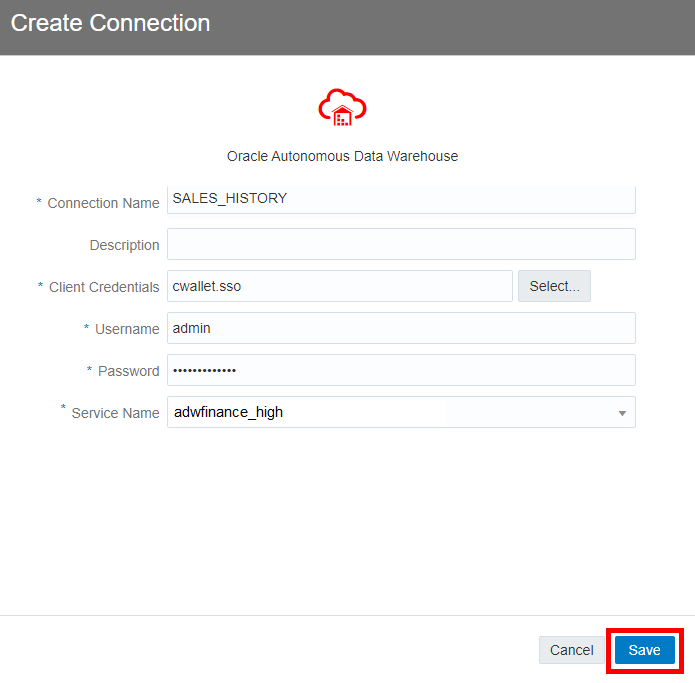 Create Connection
Oracle Autonomous Data Warehouse
* Connection Name SALES_HISTORY
Description
* Client Credentials cwallet.sso Select...
* Username admin
* Password •••••••••••••
* Service Name adwfinance_high
Cancel Save